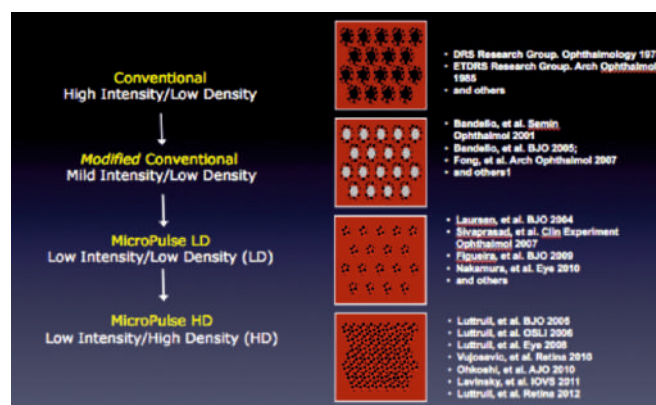 Conventional
High Intensity/Low Density
Modified Conventional
Mild Intensity/Low Density
MicroPulse LD
Low Intensity/Low Density (LD)
MicroPulse HD
Low Intensity/High Density (HD)
• DRS Research Group. Ophthalmology 197
• ETDRS Research Group. Arch Ophthalmol
1985
• and others
• Bandello, et al. Semin
Ophthalmol 2001
• Bandello, et al. BJO 2005;
• Fong, et al. Arch Ophthalmol 2007
• and others1
• Laursen, et al. BJO 2004
• Sivaprasad, et al. Clin Experiment
Ophthalmol 2007
• Figueira, et al. BJO 2009
• Nakamura, et al. Eye 2010
• and others
• Luttrull, et al. BJO 2005
• Luttrull, et al. OSLI 2006
• Luttrull, et al. Eye 2008
• Vujosevic, et al. Retina 2010
• Ohkoshi, et al. AJO 2010
• Lavinsky, et al. IOVS 2011
• Luttrull, et al. Retina 2012